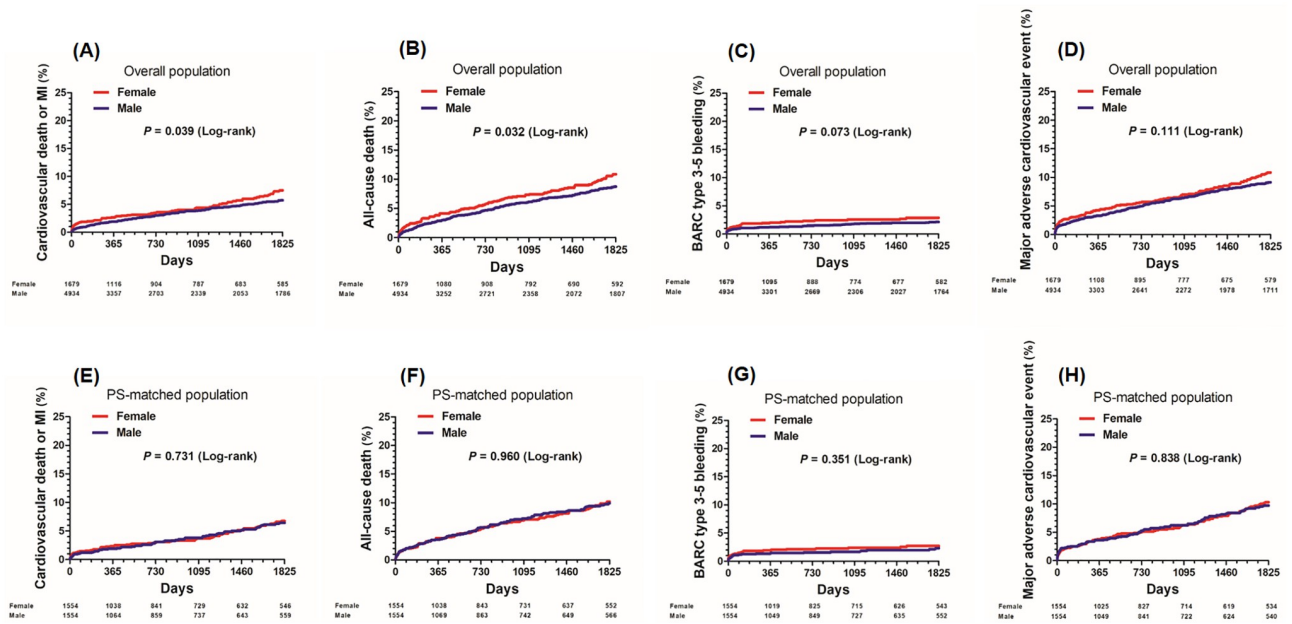 (A)
Overall population
Cardiovascular death or MI (%)
Female
Male
P = 0.039 (Log-rank)
25
20
15
10
5
0
0 365 730 1095 1460 1825
Days
Female 1679 1116 904 787 683 585
Male 4934 3357 2703 2339 2053 1786
(B)
Overall population
All-cause death (%)
Female
Male
P = 0.032 (Log-rank)
25
20
15
10
5
0
0 365 730 1095 1460 1825
Days
Female 1679 1080 908 792 690 592
Male 4934 3252 2721 2358 2072 1807
(C)
Overall population
BARC type 3-5 bleeding (%)
Female
Male
P = 0.073 (Log-rank)
25
20
15
10
5
0
0 365 730 1095 1460 1825
Days
Female 1679 1095 888 774 677 582
Male 4934 3301 2669 2306 2027 1764
(D)
Overall population
Major adverse cardiovascular event (%)
Female
Male
P = 0.111 (Log-rank)
25
20
15
10
5
0
0 365 730 1095 1460 1825
Days
Female 1679 1108 895 777 675 579
Male 4934 3303 2641 2272 1978 1711
(E)
PS-matched population
Cardiovascular death or MI (%)
Female
Male
P = 0.731 (Log-rank)
25
20
15
10
5
0
0 365 730 1095 1460 1825
Days
Female 1554 1038 841 729 632 546
Male 1554 1064 859 737 643 559
(F)
PS-matched population
All-cause death (%)
Female
Male
P = 0.960 (Log-rank)
25
20
15
10
5
0
0 365 730 1095 1460 1825
Days
Female 1554 1038 843 731 637 552
Male 1554 1069 863 742 649 566
(G)
PS-matched population
BARC type 3-5 bleeding (%)
Female
Male
P = 0.351 (Log-rank)
25
20
15
10
5
0
0 365 730 1095 1460 1825
Days
Female 1554 1019 825 715 626 543
Male 1554 1049 849 727 635 552
(H)
PS-matched population
Major adverse cardiovascular event (%)
Female
Male
P = 0.838 (Log-rank)
25
20
15
10
5
0
0 365 730 1095 1460 1825
Days
Female 1554 1025 827 714 619 534
Male 1554 1049 841 722 624 540